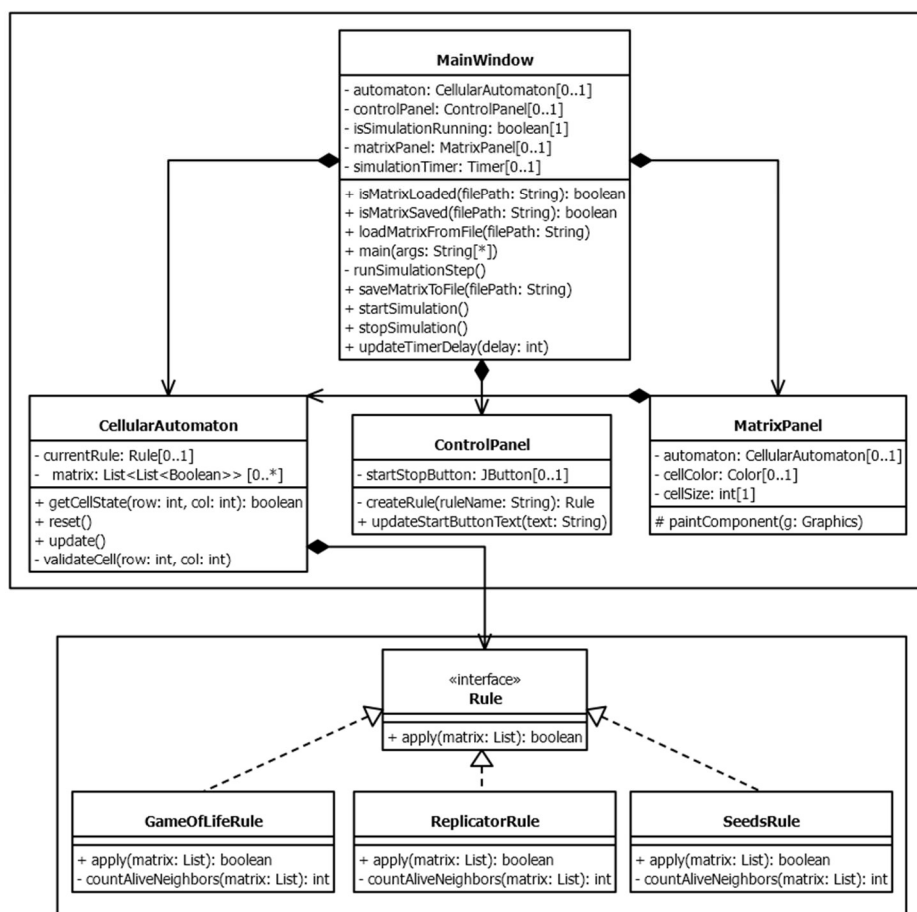 MainWindow
- automaton: CellularAutomaton[0..1]
- controlPanel: ControlPanel[0..1]
- isSimulationRunning: boolean[1]
- matrixPanel: MatrixPanel[0..1]
- simulationTimer: Timer[0..1]
+ isMatrixLoaded(filePath: String): boolean
+ isMatrixSaved(filePath: String): boolean
+ loadMatrixFromFile(filePath: String)
+ main(args: String[*])
- runSimulationStep()
+ saveMatrixToFile(filePath: String)
+ startSimulation()
+ stopSimulation()
+ updateTimerDelay(delay: int)
CellularAutomaton
- currentRule: Rule[0..1]
- matrix: List<List<Boolean>> [0..*]
+ getCellState(row: int, col: int): boolean
+ reset()
+ update()
- validateCell(row: int, col: int)
ControlPanel
- startStopButton: JButton[0..1]
- createRule(ruleName: String): Rule
+ updateStartButtonText(text: String)
MatrixPanel
- automaton: CellularAutomaton[0..1]
- cellColor: Color[0..1]
- cellSize: int[1]
# paintComponent(g: Graphics)
«interface»
Rule
+ apply(matrix: List): boolean
GameOfLifeRule
+ apply(matrix: List): boolean
- countAliveNeighbors(matrix: List): int
ReplicatorRule
+ apply(matrix: List): boolean
- countAliveNeighbors(matrix: List): int
SeedsRule
+ apply(matrix: List): boolean
- countAliveNeighbors(matrix: List): int